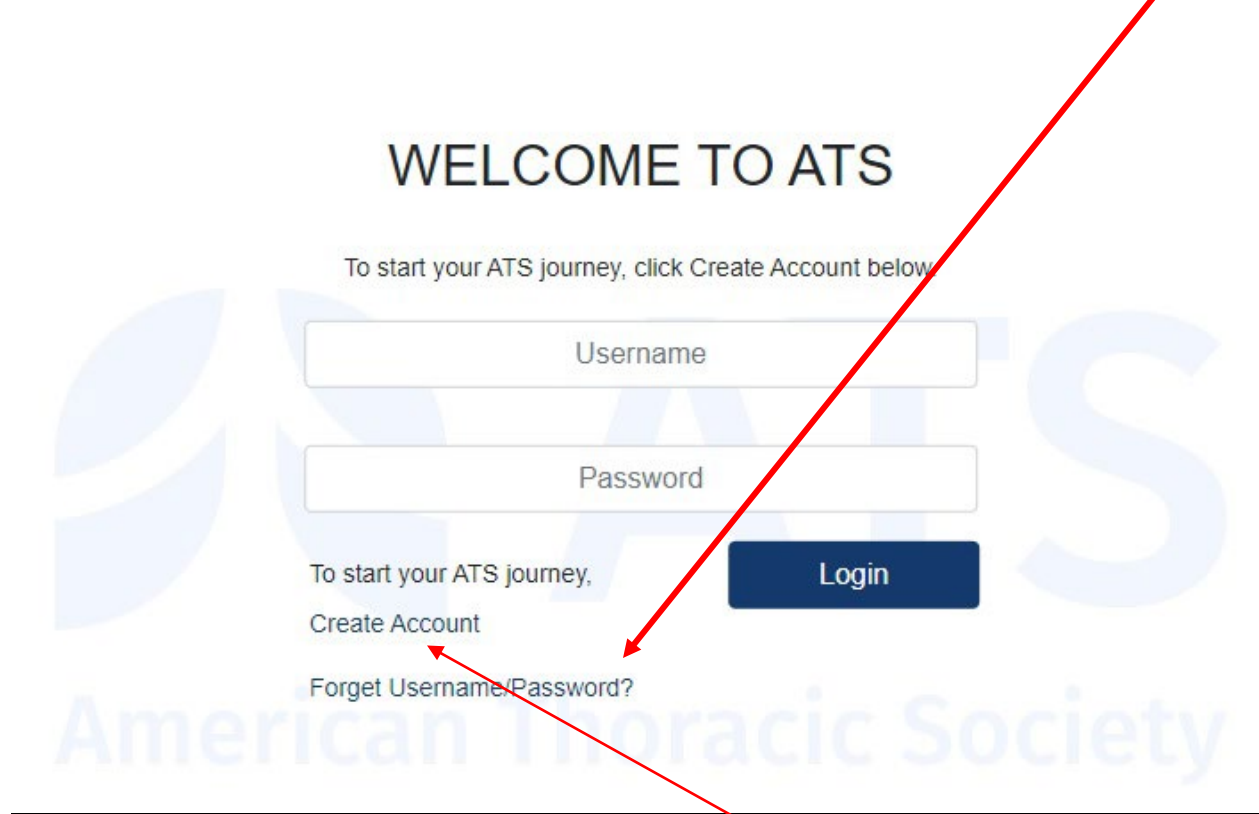 WELCOME TO ATS
To start your ATS journey, click Create Account below.
Username
Password
To start your ATS journey,
Login
Create Account
Forget Username/Password?
ATS
American Thoracic Society